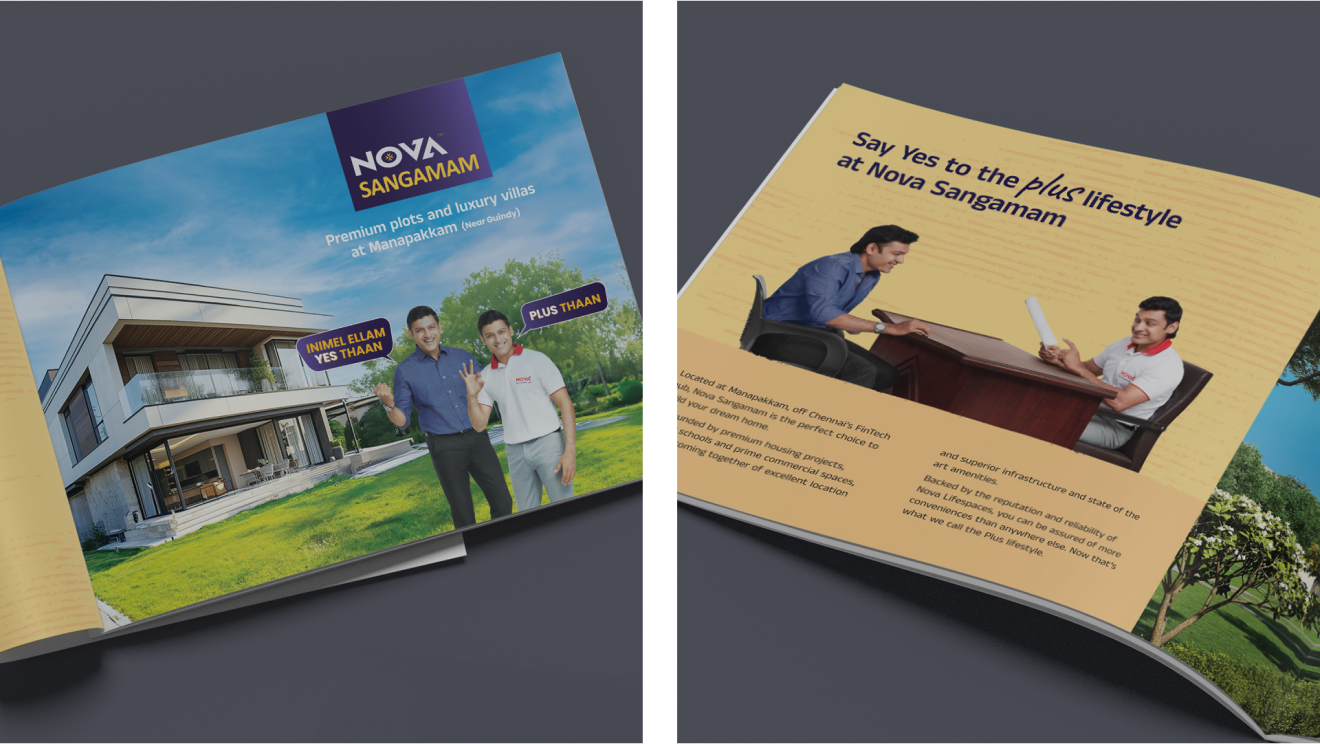 NOVA
SANGAMAM
Premium plots and luxury villas
at Manapakkam (Near Guindy)
INIMEL ELLAM
YES THAAN
PLUS THAAN
NOVA
Say Yes to the plus lifestyle
at Nova Sangamam
Located at Manapakkam, off Chennai's FinTech
Nova Sangamam is the perfect choice to
your dream home.
by premium housing projects,
schools and prime commercial spaces,
together of excellent location
and superior infrastructure and state of the
art amenities.
Backed by the reputation and reliability of
Nova Lifespaces, you can be assured of more
conveniences than anywhere else. Now that's
what we call the Plus lifestyle.